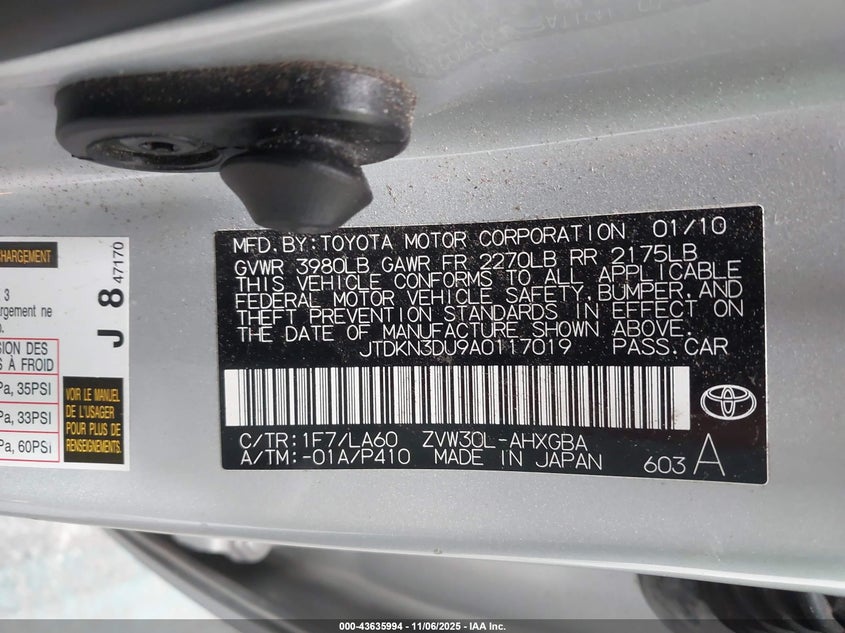 CHARGEMENT
J 8 47170
3
argement ne
o.
SION DES
S À FROID
Pa, 35PSI
Pa, 33PSI
Pa, 60PSI
VOIR LE MANUEL
DE L'USAGER
POUR PLUS DE
RENSEIGNEMENTS
MFD. BY: TOYOTA MOTOR CORPORATION 01/10
GVWR 3980LB GAWR FR 2270LB RR 2175LB
THIS VEHICLE CONFORMS TO ALL APPLICABLE
FEDERAL MOTOR VEHICLE SAFETY, BUMPER, AND
THEFT PREVENTION STANDARDS IN EFFECT ON
THE DATE OF MANUFACTURE SHOWN ABOVE.
JTDKN3DU9A0117019 PASS.CAR
C/TR: 1F7/LA60 ZVW30L-AHXGBA
A/TM:-01A/P410 MADE IN JAPAN 603 A
000-43635994 - 11/06/2025 - IAA Inc.